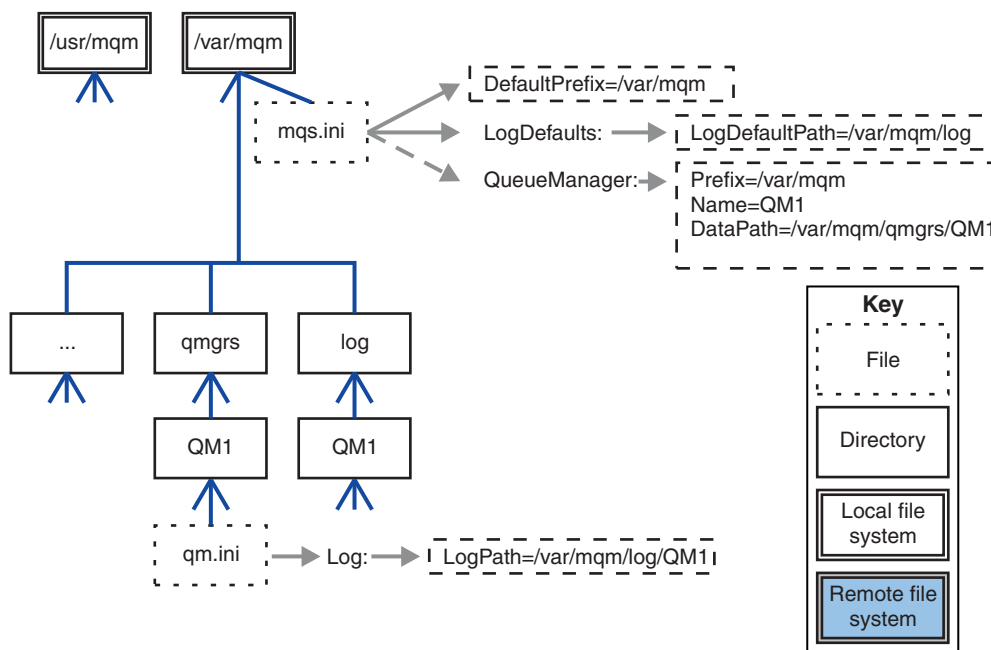 /usr/mqm
/var/mqm
mqs.ini
DefaultPrefix=/var/mqm
LogDefaults:
LogDefaultPath=/var/mqm/log
QueueManager:
Prefix=/var/mqm
Name=QM1
DataPath=/var/mqm/qmgrs/QM1
...
qmgrs
log
QM1
QM1
qm.ini
Log:
LogPath=/var/mqm/log/QM1
Key
File
Directory
Local file
system
Remote file
system